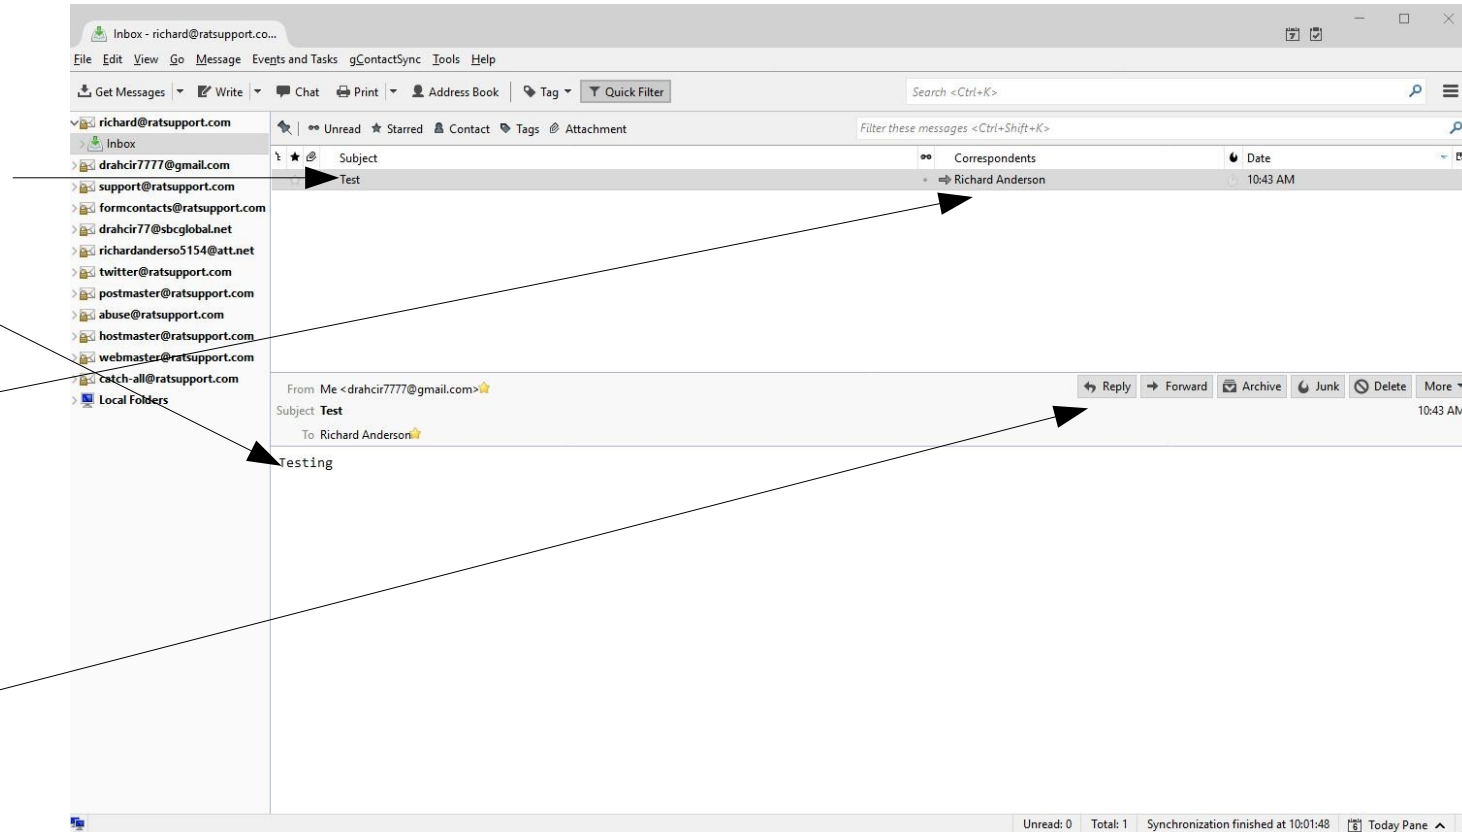 Inbox - richard@ratsupport.co...
File Edit View Go Message Events and Tasks gContactSync Tools Help
Get Messages Write Chat Print Address Book Tag Quick Filter Search <Ctrl+K>
richard@ratsupport.com
Inbox
drahcir7777@gmail.com
support@ratsupport.com
formcontacts@ratsupport.com
drahcir77@sbcglobal.net
richardanderso5154@att.net
twitter@ratsupport.com
postmaster@ratsupport.com
abuse@ratsupport.com
hostmaster@ratsupport.com
webmaster@ratsupport.com
catch-all@ratsupport.com
Local Folders
Unread Starred Contact Tags Attachment Filter these messages <Ctrl+Shift+K>
Subject Correspondents Date
Test Richard Anderson 10:43 AM
From Me <drahcir7777@gmail.com> Reply Forward Archive Junk Delete More
Subject Test 10:43 AM
To Richard Anderson
Testing
Unread: 0 Total: 1 Synchronization finished at 10:01:48 6 Today Pane